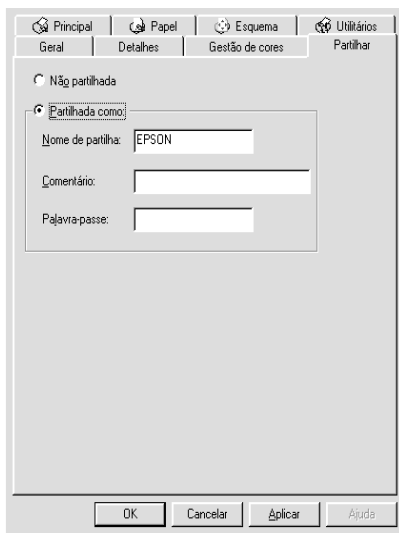 Principal Papel Esquema Utilitários
Geral Detalhes Gestão de cores Partilhar
Não partilhada
Partilhada como:
Nome de partilha: EPSON
Comentário:
Palavra-passe:
OK Cancelar Aplicar Ajuda